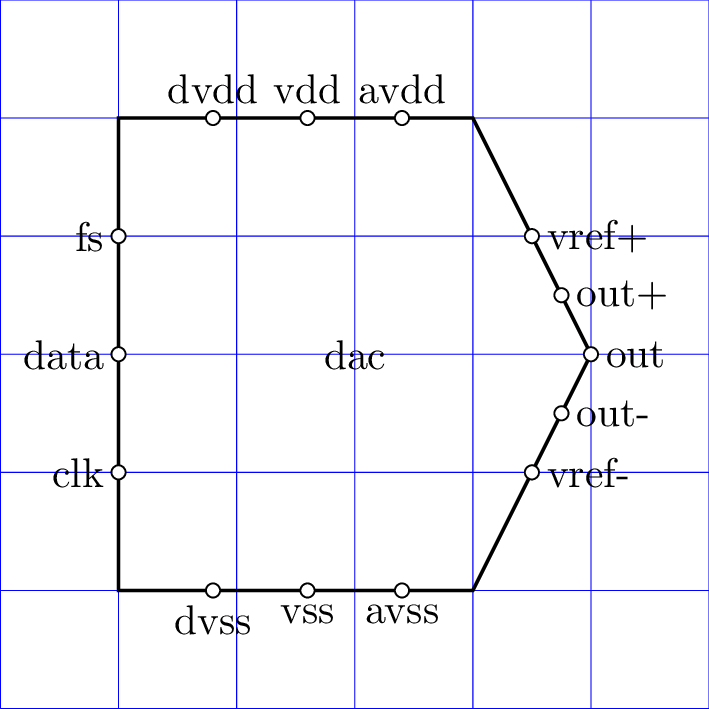 dvdd vdd avdd
fs vref+
out+
data dac out
out-
clk vref-
dvss vss avss